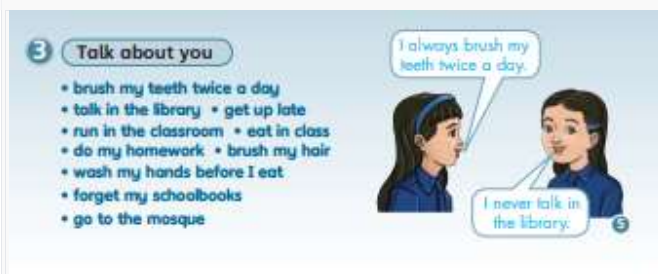 3 Talk about you
• brush my teeth twice a day
• talk in the library • get up late
• run in the classroom • eat in class
• do my homework • brush my hair
• wash my hands before I eat
• forget my schoolbooks
• go to the mosque
I always brush my
teeth twice a day.
I never talk in
the library.
5